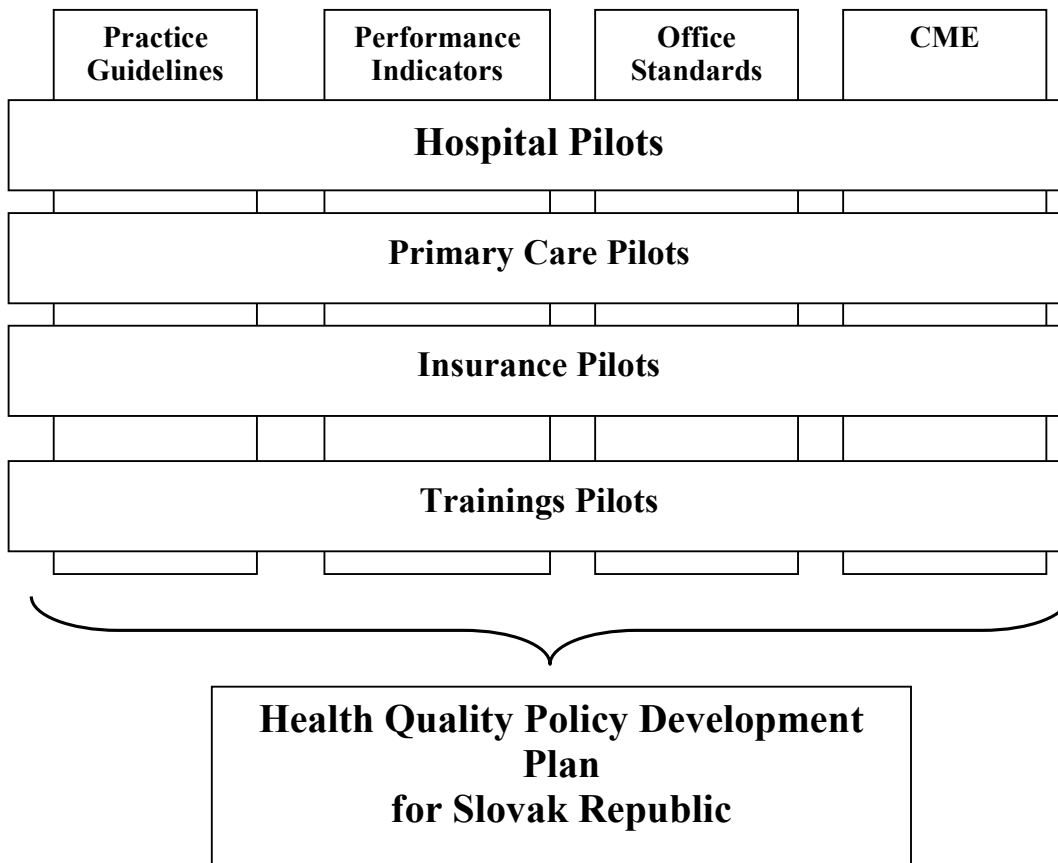 Practice
Guidelines
Performance
Indicators
Office
Standards
CME
Hospital Pilots
Primary Care Pilots
Insurance Pilots
Trainings Pilots
Health Quality Policy Development
Plan
for Slovak Republic